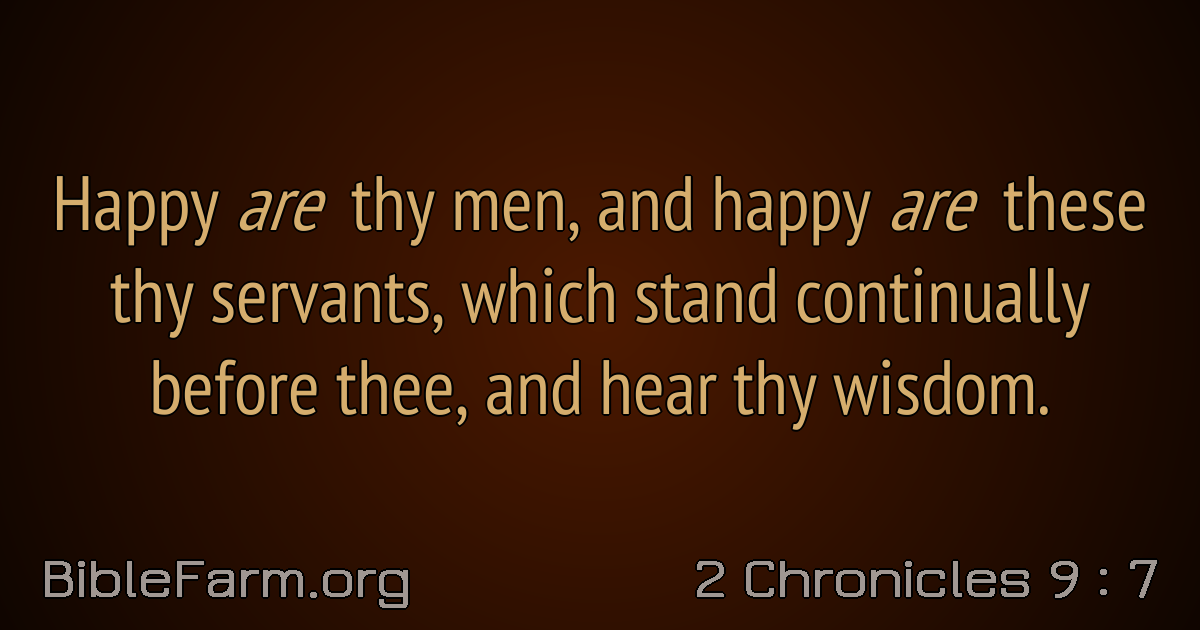 Happy are thy men, and happy are these
thy servants, which stand continually
before thee, and hear thy wisdom.
BibleFarm.org
2 Chronicles 9 : 7